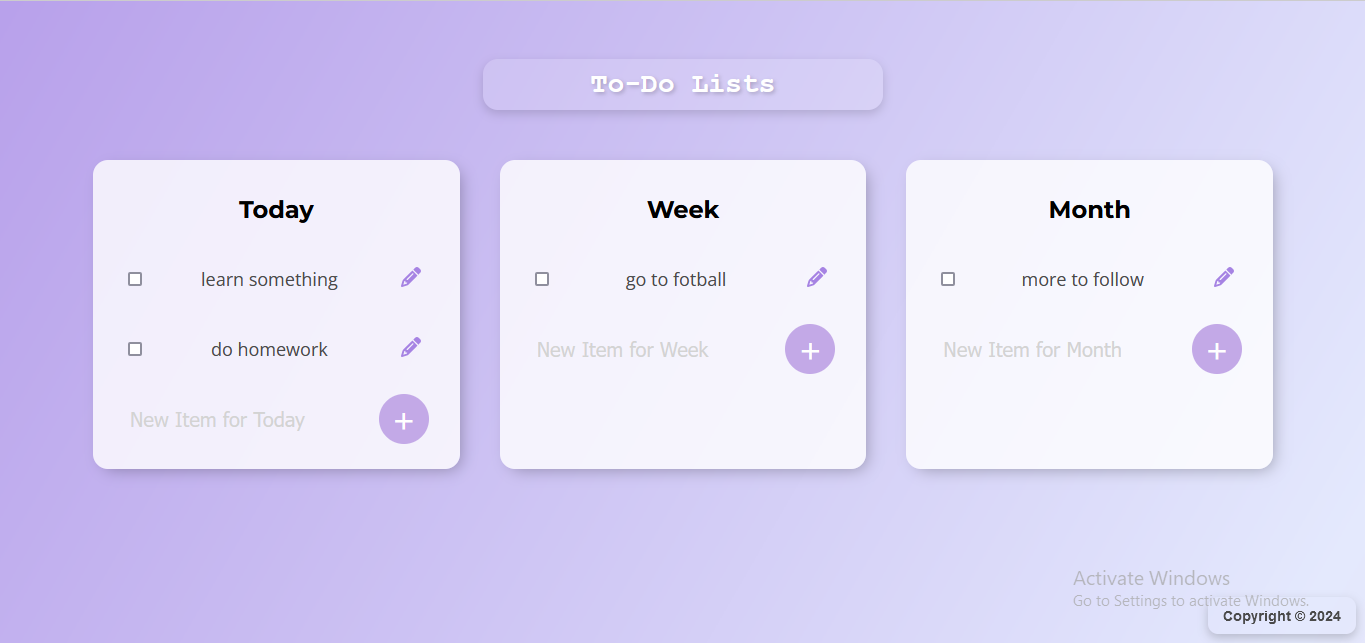 To-Do Lists
Today
learn something
do homework
New Item for Today
+
Week
go to fotball
New Item for Week
+
Month
more to follow
New Item for Month
+
Activate Windows
Go to Settings to activate Windows.
Copyright © 2024